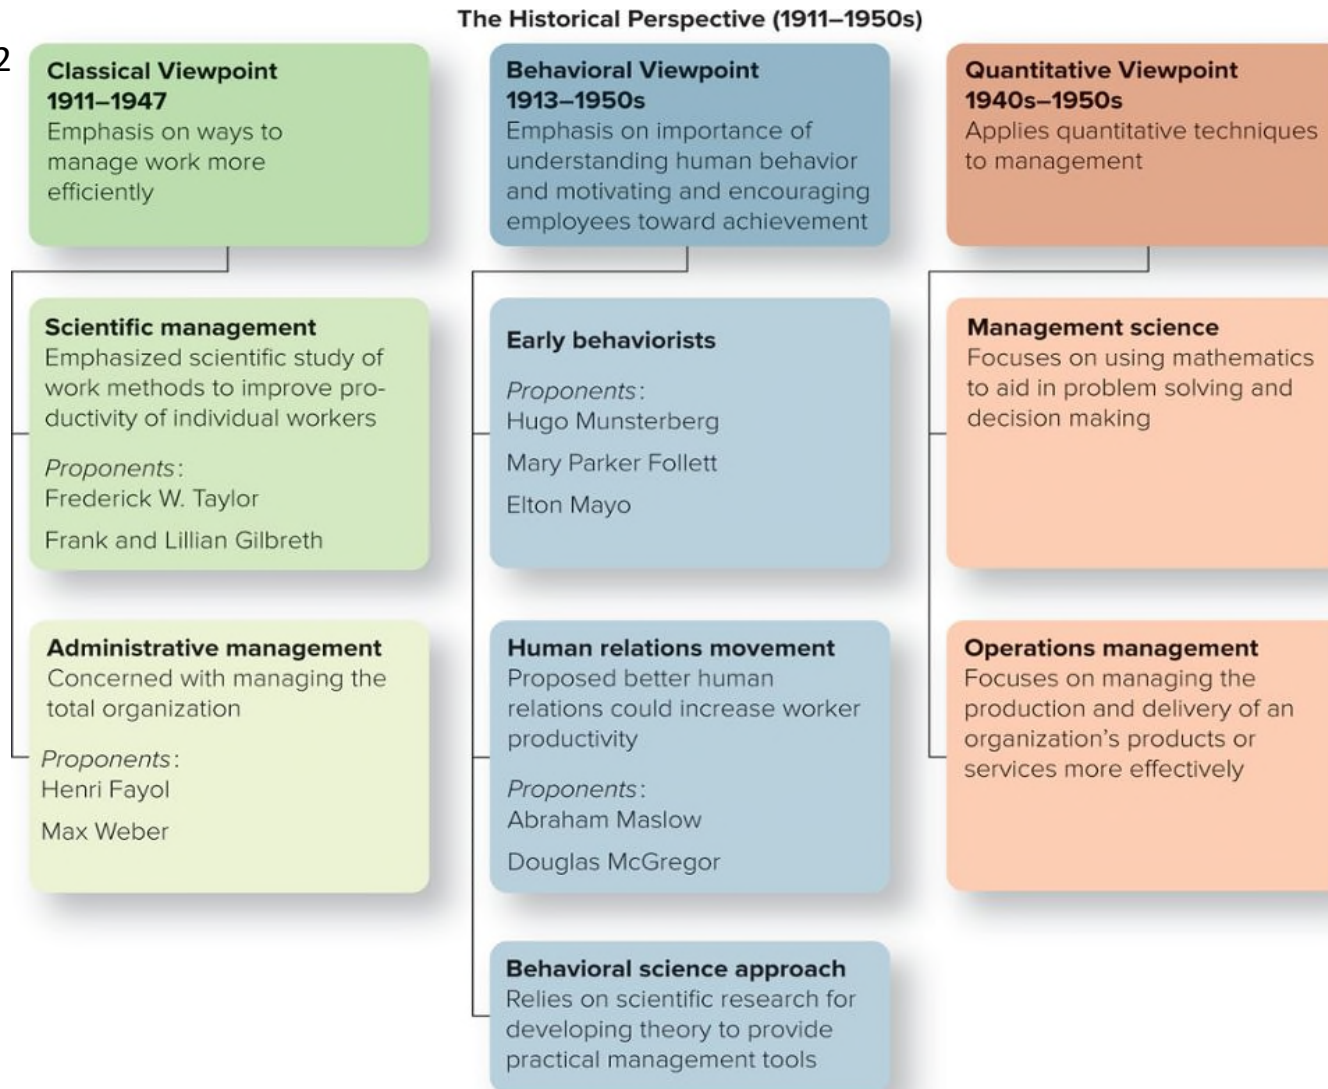 The Historical Perspective (1911–1950s)
2
Classical Viewpoint
1911–1947
Emphasis on ways to
manage work more
efficiently
Scientific management
Emphasized scientific study of
work methods to improve pro-
ductivity of individual workers
Proponents:
Frederick W. Taylor
Frank and Lillian Gilbreth
Administrative management
Concerned with managing the
total organization
Proponents:
Henri Fayol
Max Weber
Behavioral Viewpoint
1913–1950s
Emphasis on importance of
understanding human behavior
and motivating and encouraging
employees toward achievement
Early behaviorists
Proponents:
Hugo Munsterberg
Mary Parker Follett
Elton Mayo
Human relations movement
Proposed better human
relations could increase worker
productivity
Proponents:
Abraham Maslow
Douglas McGregor
Behavioral science approach
Relies on scientific research for
developing theory to provide
practical management tools
Quantitative Viewpoint
1940s–1950s
Applies quantitative techniques
to management
Management science
Focuses on using mathematics
to aid in problem solving and
decision making
Operations management
Focuses on managing the
production and delivery of an
organization's products or
services more effectively